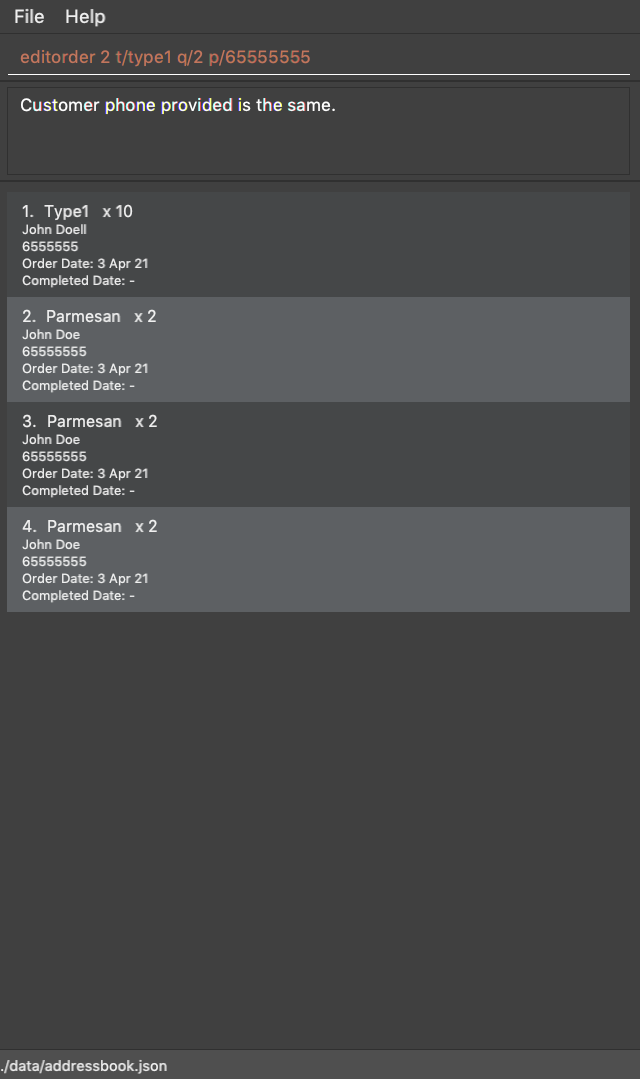 File Help
editorder 2 t/type1 q/2 p/65555555
Customer phone provided is the same.
1. Type1 x 10
John Doell
6555555
Order Date: 3 Apr 21
Completed Date: -
2. Parmesan x 2
John Doe
65555555
Order Date: 3 Apr 21
Completed Date: -
3. Parmesan x 2
John Doe
65555555
Order Date: 3 Apr 21
Completed Date: -
4. Parmesan x 2
John Doe
65555555
Order Date: 3 Apr 21
Completed Date: -
./data/addressbook.json